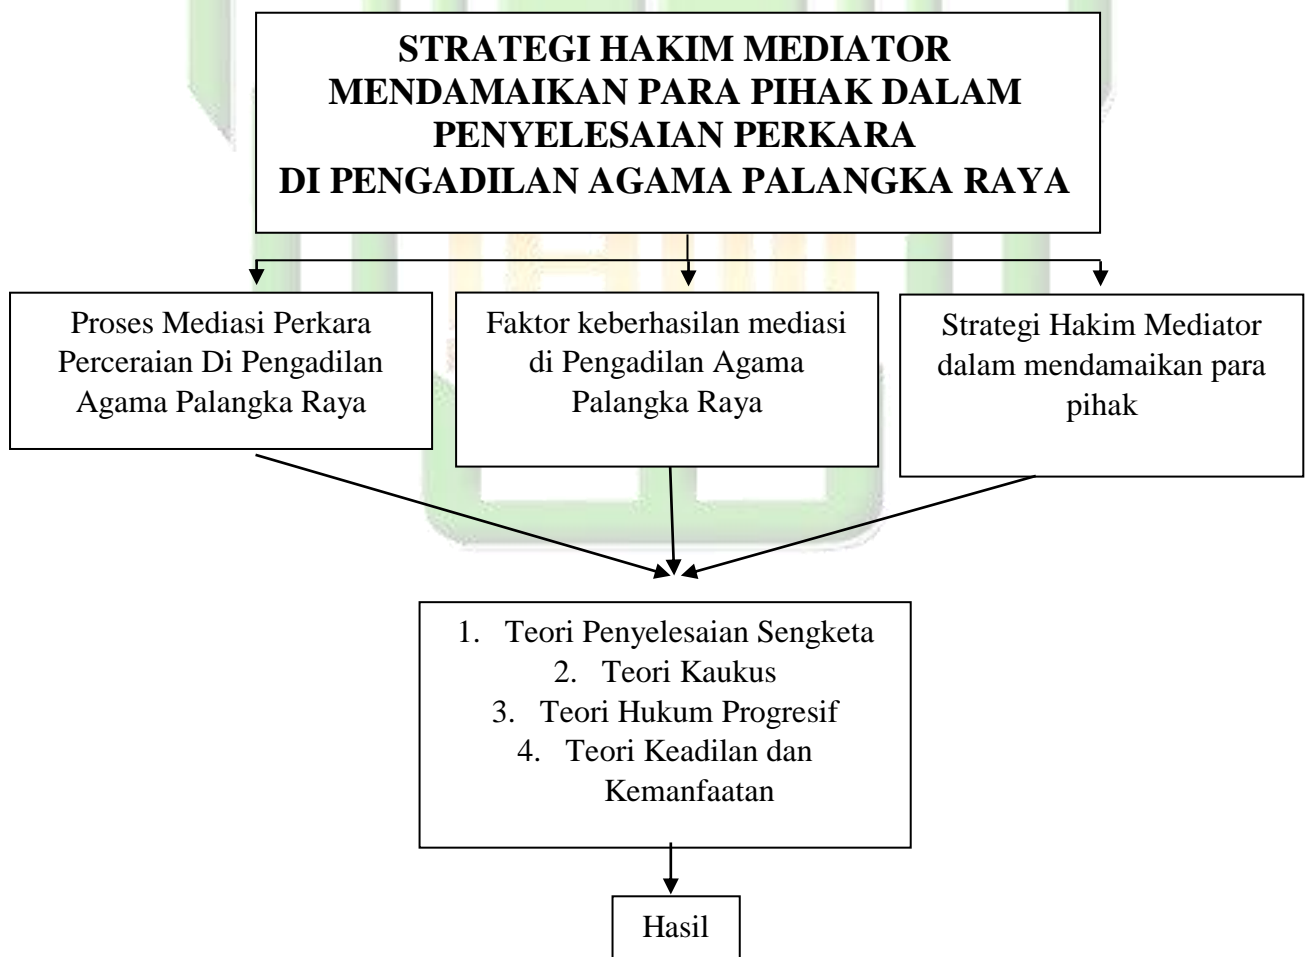 STRATEGI HAKIM MEDIATOR
MENDAMAIKAN PARA PIHAK DALAM
PENYELESAIAN PERKARA
DI PENGADILAN AGAMA PALANGKA RAYA
Proses Mediasi Perkara
Perceraian Di Pengadilan
Agama Palangka Raya
Faktor keberhasilan mediasi
di Pengadilan Agama
Palangka Raya
Strategi Hakim Mediator
dalam mendamaikan para
pihak
1. Teori Penyelesaian Sengketa
2. Teori Kaukus
3. Teori Hukum Progresif
4. Teori Keadilan dan
Kemanfaatan
Hasil